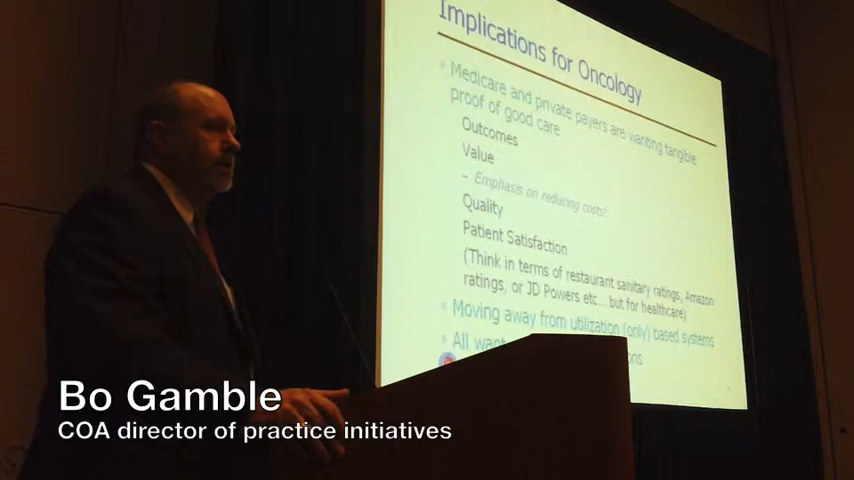 Implications for Oncology
Medicare and private payers are wanting tangible
proof of good care
Outcomes
Value
- Emphasis on reducing costs!
Quality
Patient Satisfaction
(Think in terms of restaurant sanitary ratings, Amazon
ratings, or JD Powers etc... but for healthcare)
Moving away from utilization (only) based systems
All want
Bo Gamble
COA director of practice initiatives